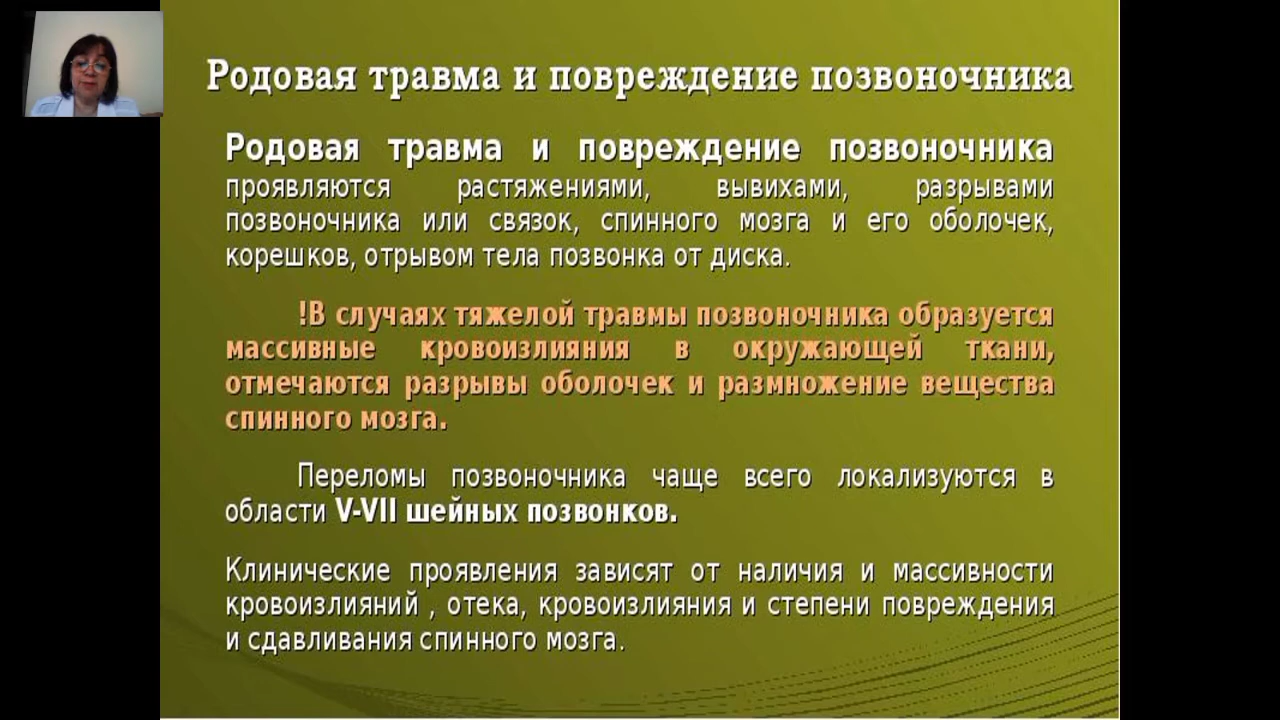 Родовая травма и повреждение позвоночника
Родовая травма и повреждение позвоночника
проявляются растяжениями, вывихами, разрывами
позвоночника или связок, спинного мозга и его оболочек,
корешков, отрывом тела позвонка от диска.
!В случаях тяжелой травмы позвоночника образуется
массивные кровоизлияния в окружающей ткани,
отмечаются разрывы оболочек и размножение вещества
спинного мозга.
Переломы позвоночника чаще всего локализуются в
области V-VII шейных позвонков.
Клинические проявления зависят от наличия и массивности
кровоизлияний , отека, кровоизлияния и степени повреждения
и сдавливания спинного мозга.